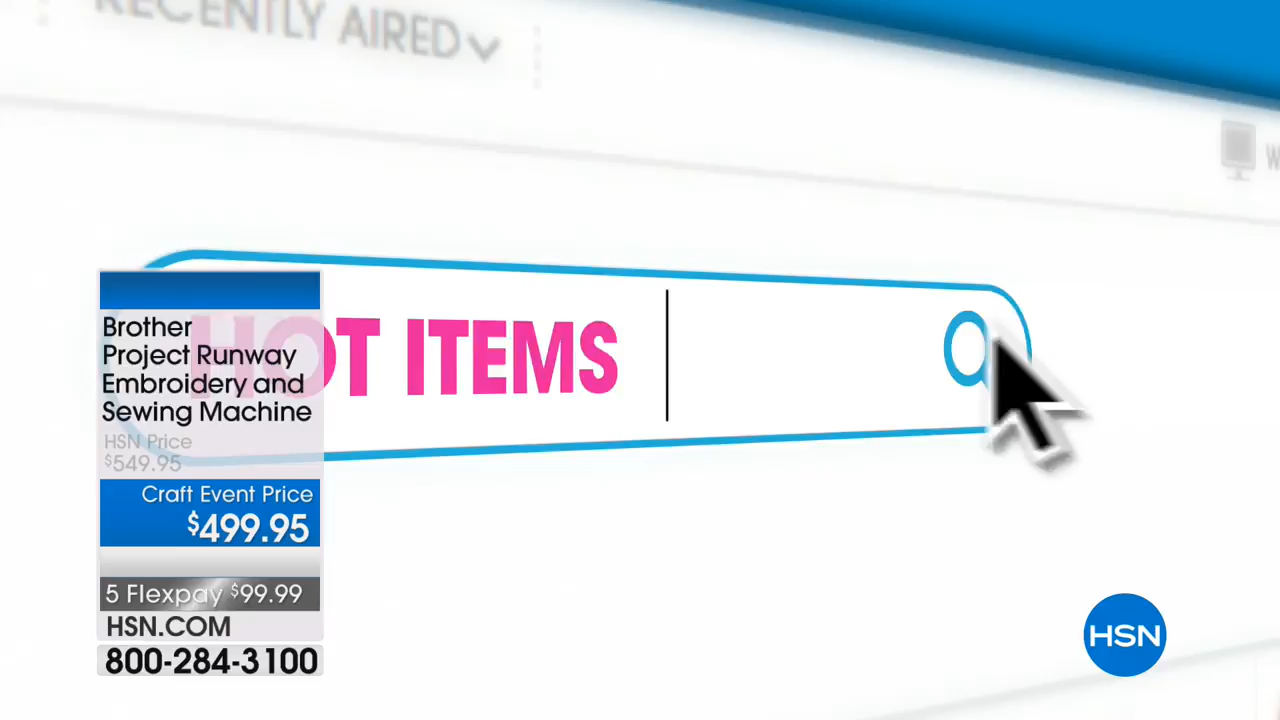 RECENTLY AIRED
HOT ITEMS
Brother
Project Runway
Embroidery and
Sewing Machine
HSN Price
$549.95
Craft Event Price
$499.95
5 Flexpay $99.99
HSN.COM
800-284-3100
HSN